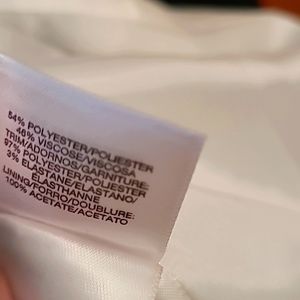 54% POLYESTER/POLIESTER
46% VISCOSE/VISCOSA
TRIM/ADORNOS/GARNITURE:
97% POLYESTER/POLIESTER
3% ELASTANE/ELASTANO/
ELASTHANNE
LINING/FORRO/DOUBLURE:
100% ACETATE/ACETATO